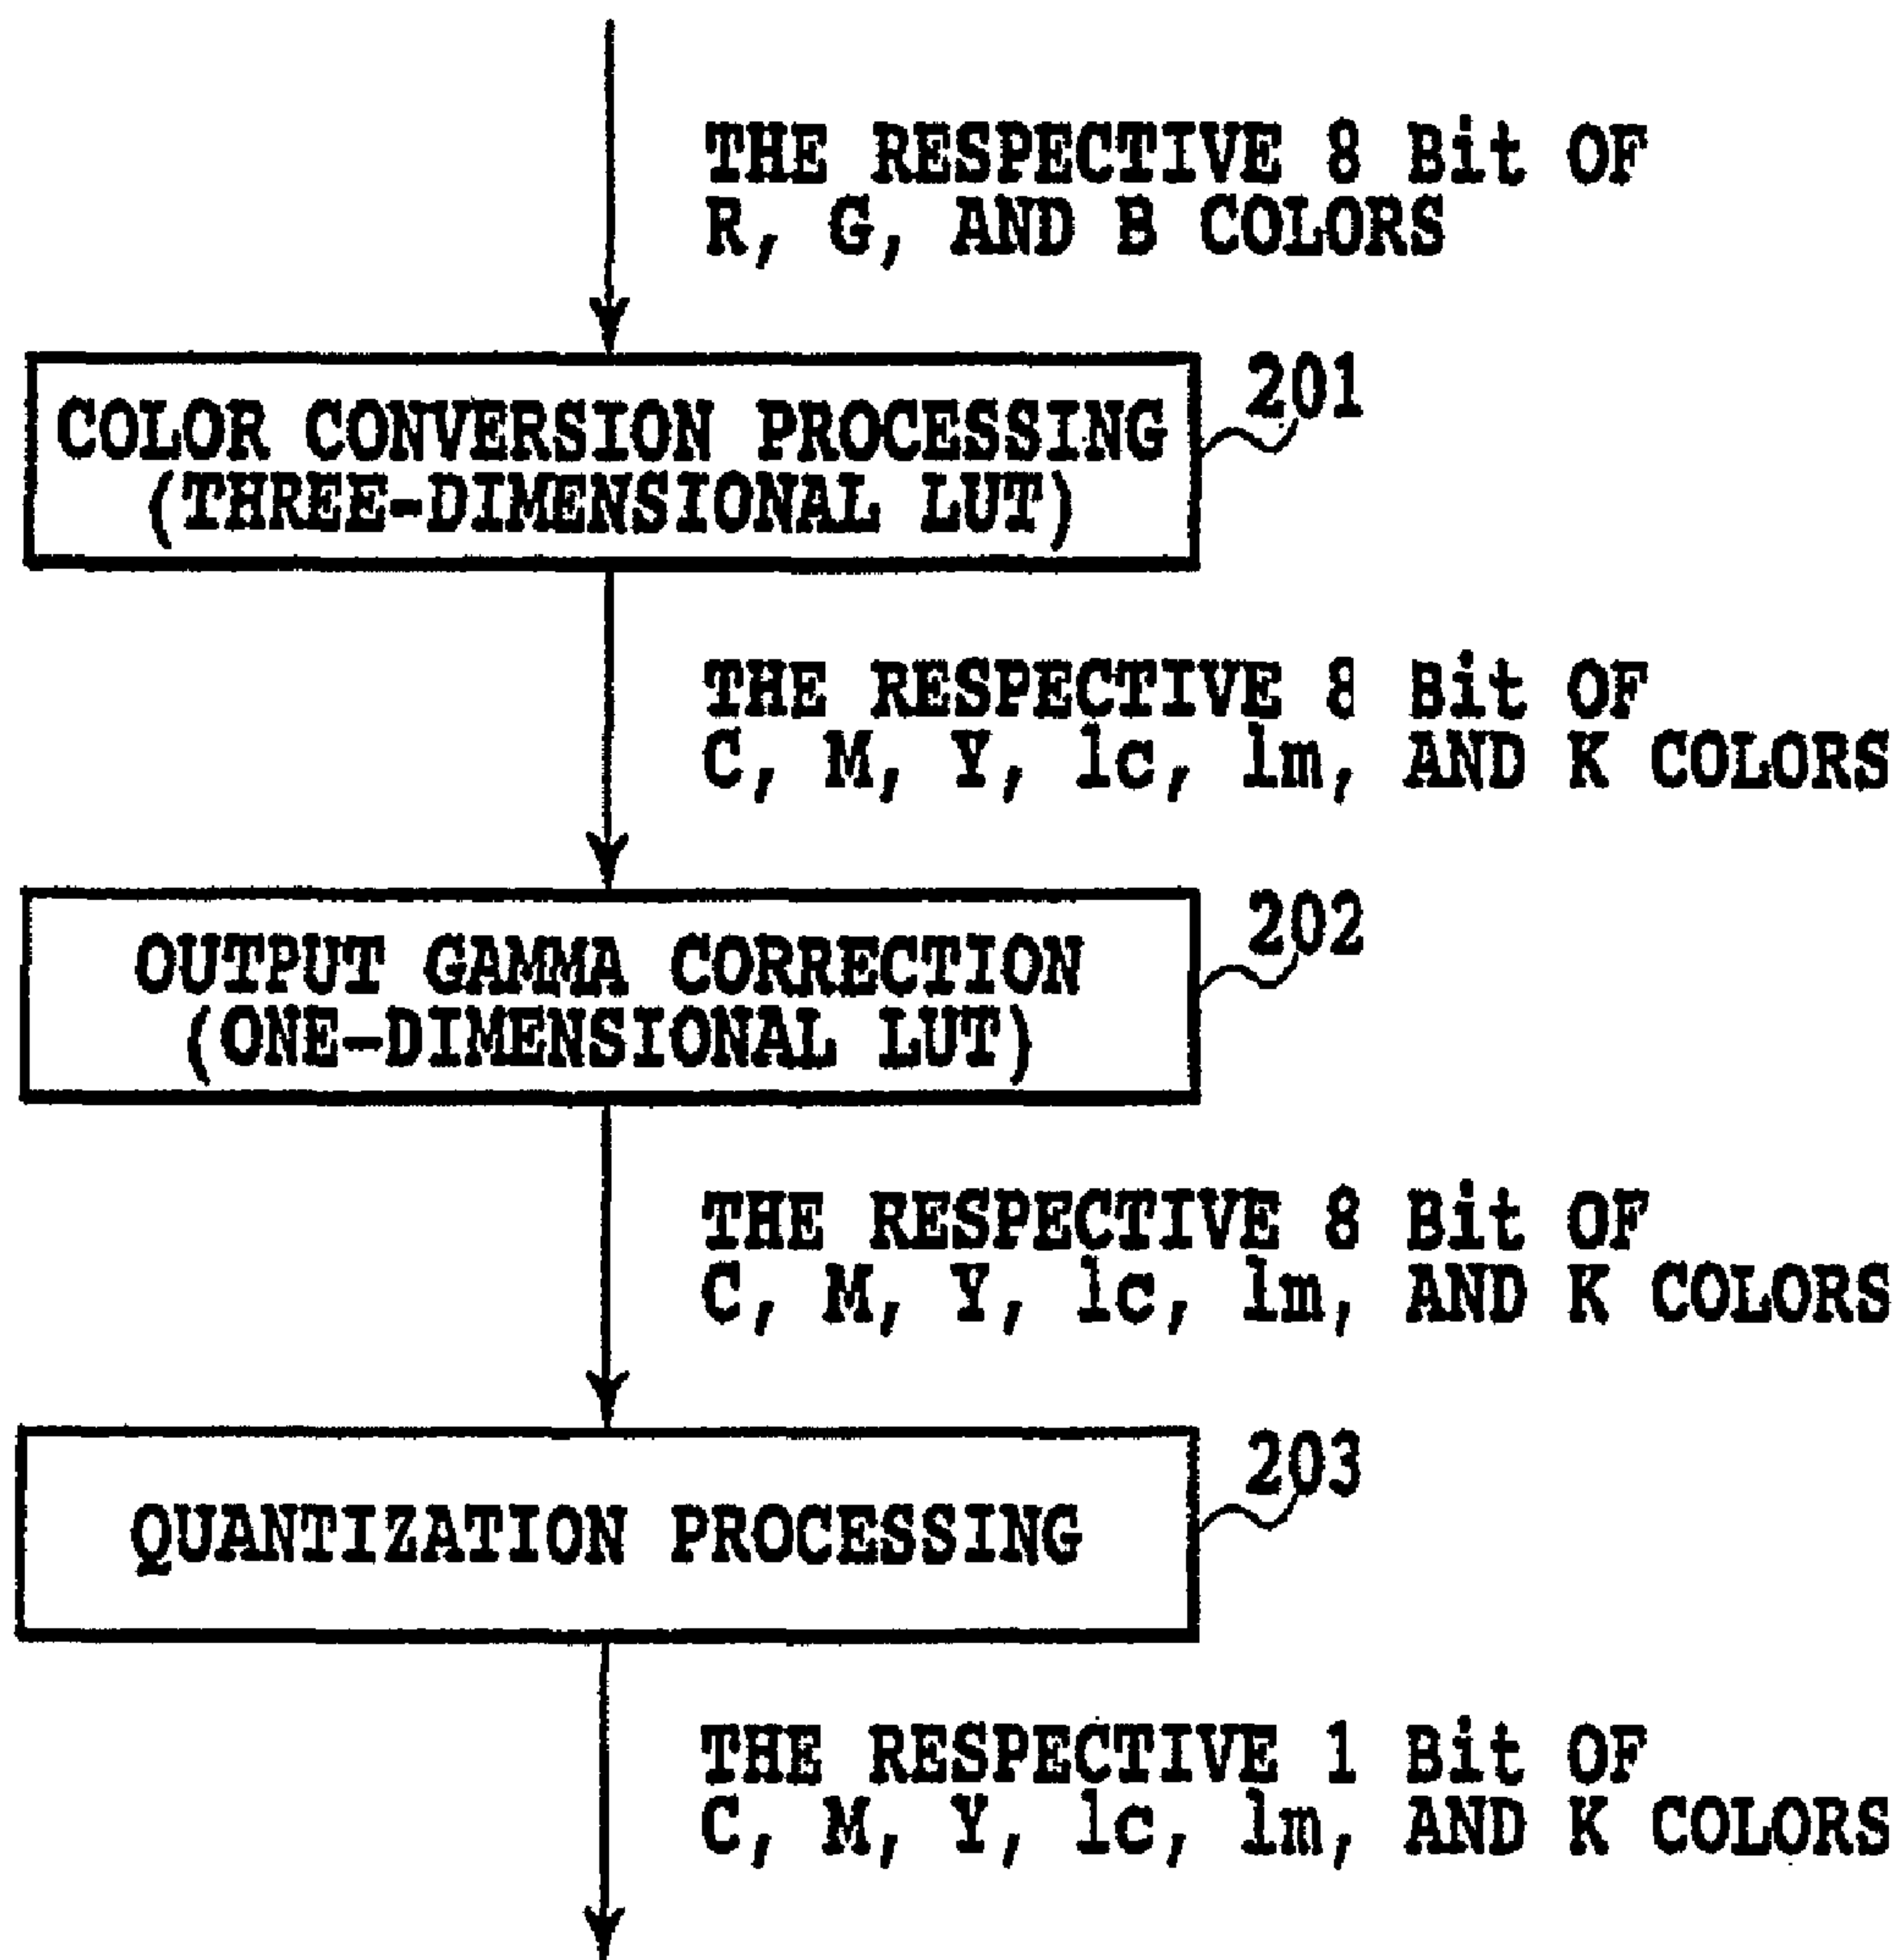 THE RESPECTIVE 8 Bit OF
R, G, AND B COLORS
201
COLOR CONVERSION PROCESSING
(THREE-DIMENSIONAL LUT)
THE RESPECTIVE 8 Bit OF
C, M, Y, lc, lm, AND K COLORS
202
OUTPUT GAMMA CORRECTION
(ONE-DIMENSIONAL LUT)
THE RESPECTIVE 8 Bit OF
C, M, Y, lc, lm, AND K COLORS
203
QUANTIZATION PROCESSING
THE RESPECTIVE 1 Bit OF
C, M, Y, lc, lm, AND K COLORS